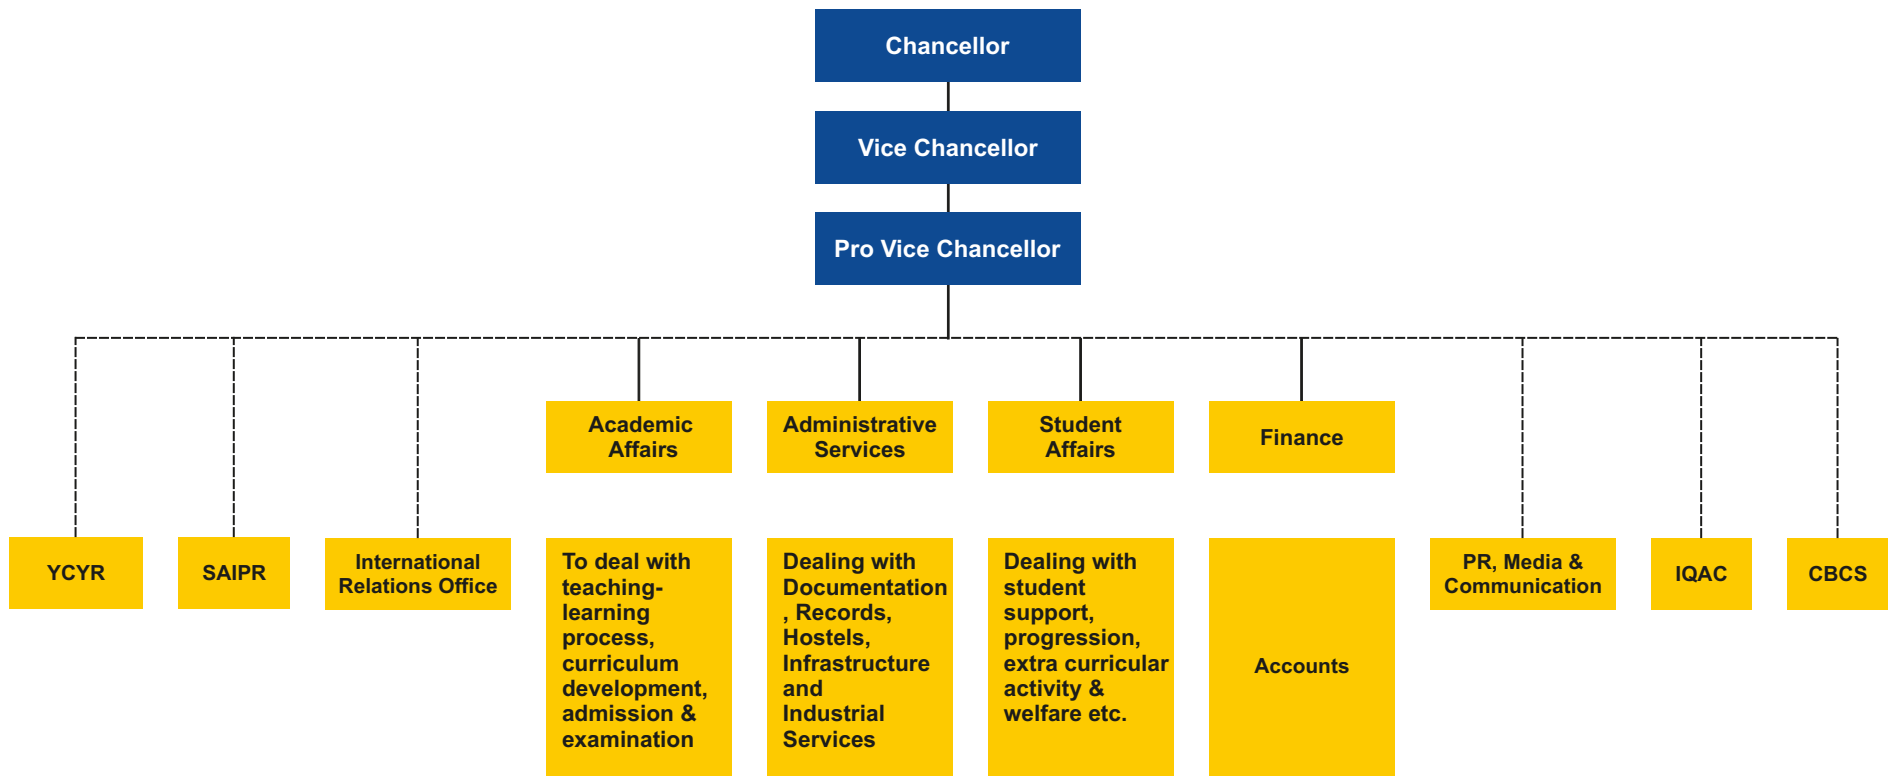 Chancellor
Vice Chancellor
Pro Vice Chancellor
Academic
Affairs
Administrative
Services
Student
Affairs
Finance
YCYR
SAIPR
International
Relations Office
To deal with
teaching-
learning
process,
curriculum
development,
admission &
examination
Dealing with
Documentation
, Records,
Hostels,
Infrastructure
and
Industrial
Services
Dealing with
student
support,
progression,
extra curricular
activity &
welfare etc.
Accounts
PR, Media &
Communication
IQAC
CBCS